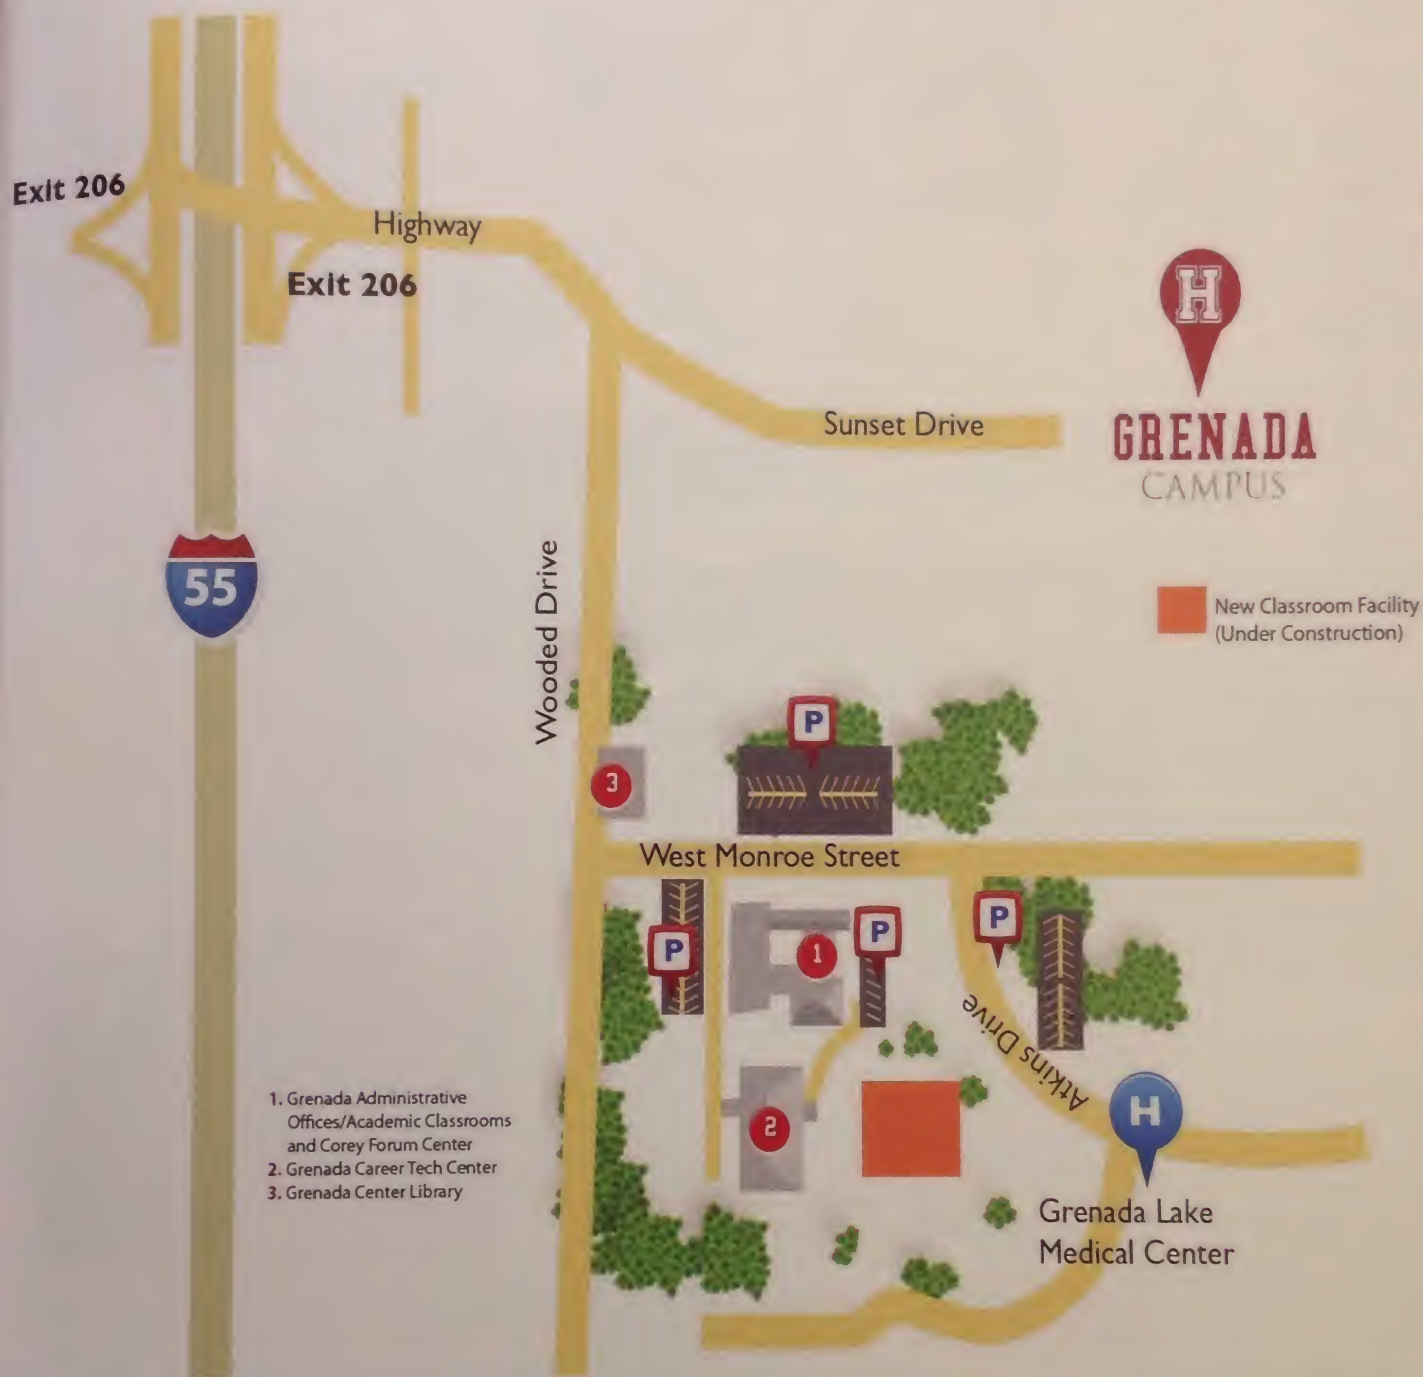 Exit 206
Highway
Exit 206
H
GRENADA
CAMPUS
Sunset Drive
55
Wooded Drive
New Classroom Facility
(Under Construction)
P
3
West Monroe Street
P
1
P
P
Atkins Drive
1. Grenada Administrative
Offices/Academic Classrooms
and Corey Forum Center
2. Grenada Career Tech Center
3. Grenada Center Library
2
H
Grenada Lake
Medical Center